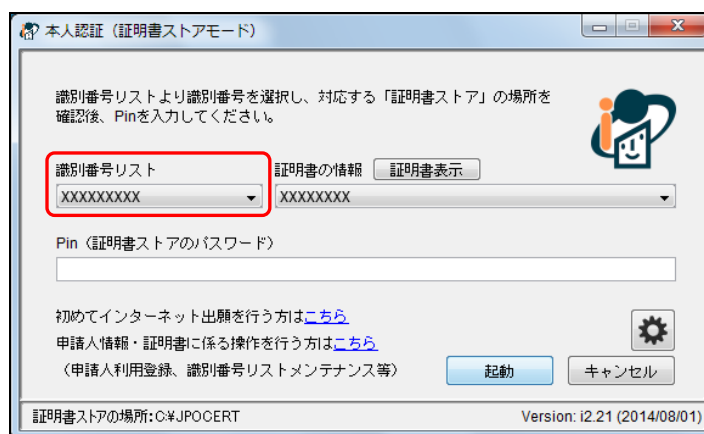 本人認証（証明書ストアモード）
識別番号リストより識別番号を選択し、対応する「証明書ストア」の場所を
確認後、Pinを入力してください。
識別番号リスト
証明書の情報
証明書表示
XXXXXXXXX
XXXXXXXX
Pin（証明書ストアのパスワード）
初めてインターネット出願を行う方はこちら
申請人情報・証明書に係る操作を行う方はこちら
（申請人利用登録、識別番号リストメンテナンス等）
起動
キャンセル
証明書ストアの場所:C:¥JPOCERT
Version: i2.21 (2014/08/01)